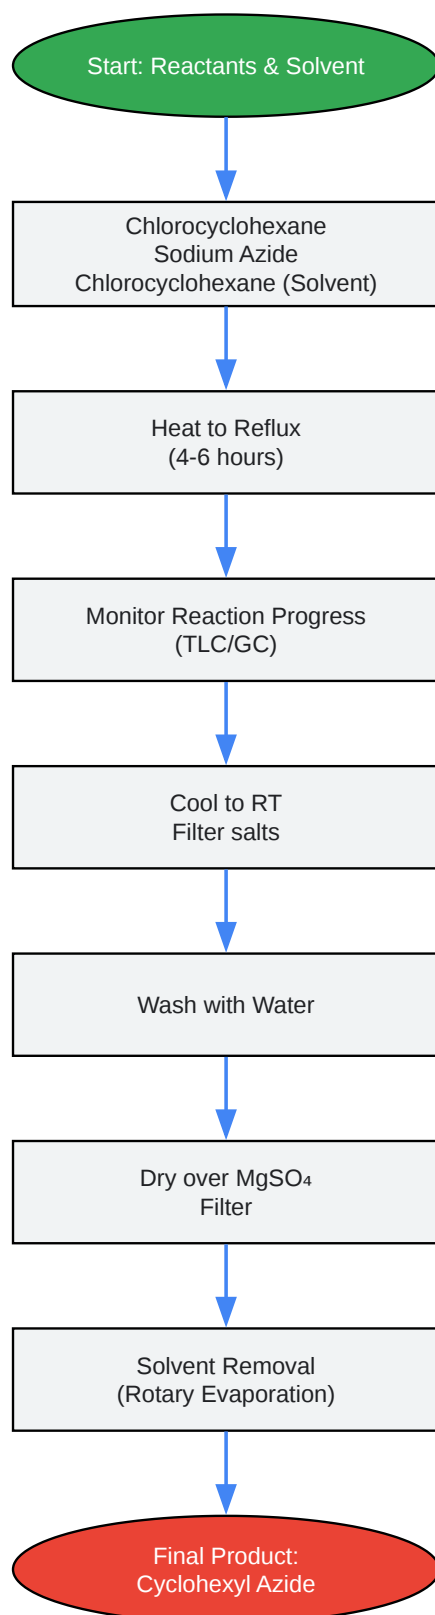 Start: Reactants & Solvent
Chlorocyclohexane
Sodium Azide
Chlorocyclohexane (Solvent)
Heat to Reflux
(4-6 hours)
Monitor Reaction Progress
(TLC/GC)
Cool to RT
Filter salts
Wash with Water
Dry over MgSO₄
Filter
Solvent Removal
(Rotary Evaporation)
Final Product:
Cyclohexyl Azide